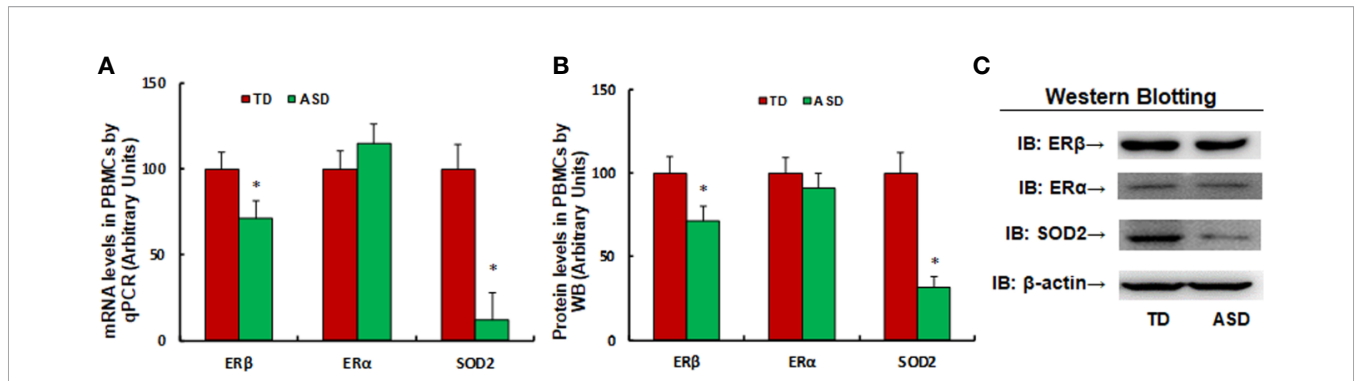 A
mRNA levels in PBMCs by
qPCR (Arbitrary Units)
150
100
50
0
TD ASD
*
*
ERβ ERα SOD2
B
Protein levels in PBMCs by
WB (Arbitrary Units)
150
100
50
0
TD ASD
*
*
ERβ ERα SOD2
C
Western Blotting
IB: ERβ→
IB: ERα→
IB: SOD2→
IB: β-actin→
TD ASD